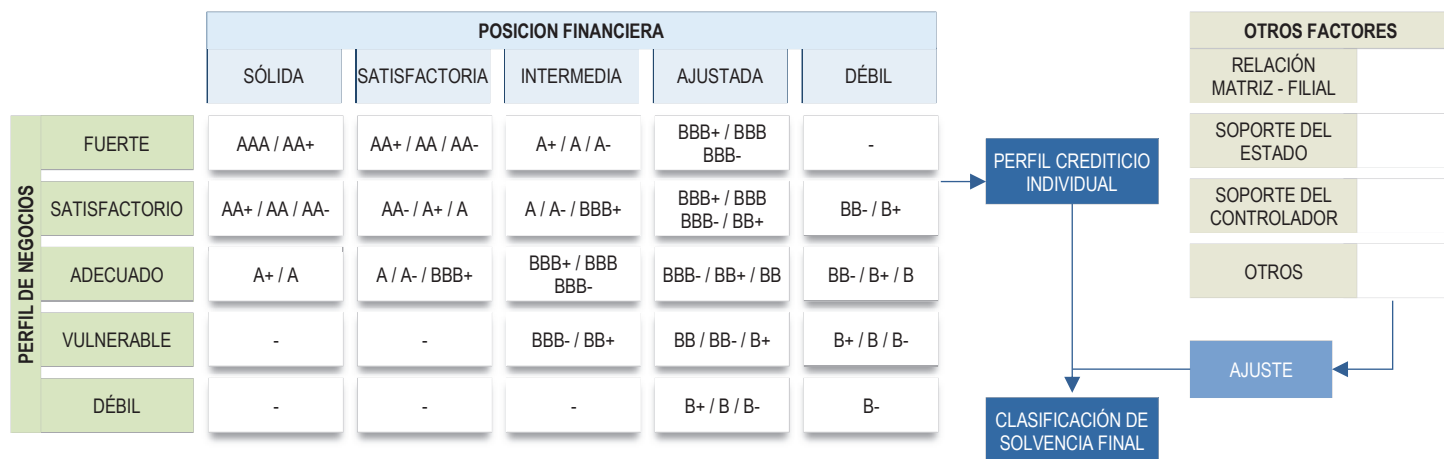 POSICION FINANCIERA
SÓLIDA
SATISFACTORIA
INTERMEDIA
AJUSTADA
DÉBIL
PERFIL DE NEGOCIOS
FUERTE
AAA / AA+
AA+ / AA / AA-
A+ / A / A-
BBB+ / BBB
BBB-
-
SATISFACTORIO
AA+ / AA / AA-
AA- / A+ / A
A / A- / BBB+
BBB+ / BBB
BBB- / BB+
BB- / B+
ADECUADO
A+ / A
A / A- / BBB+
BBB+ / BBB
BBB-
BBB- / BB+ / BB
BB- / B+ / B
VULNERABLE
-
-
BBB- / BB+
BB / BB- / B+
B+ / B / B-
DÉBIL
-
-
-
B+ / B / B-
B-
PERFIL CREDITICIO
INDIVIDUAL
CLASIFICACIÓN DE
SOLVENCIA FINAL
OTROS FACTORES
RELACIÓN
MATRIZ - FILIAL
SOPORTE DEL
ESTADO
SOPORTE DEL
CONTROLADOR
OTROS
AJUSTE